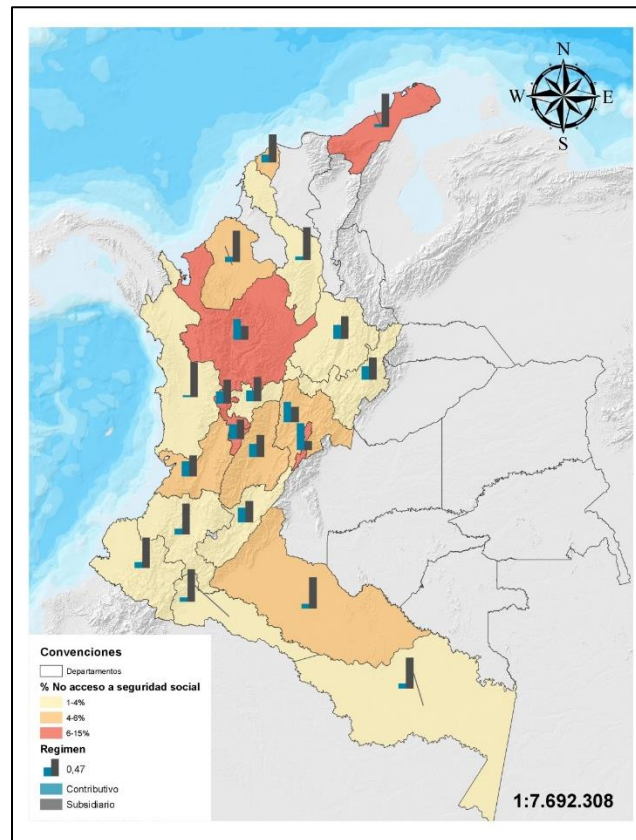 N
W E
S
Convenciones
Departamentos
% No acceso a seguridad social
1-4%
4-6%
6-15%
Regimen
0,47
Contributivo
Subsidiario
1:7.692.308